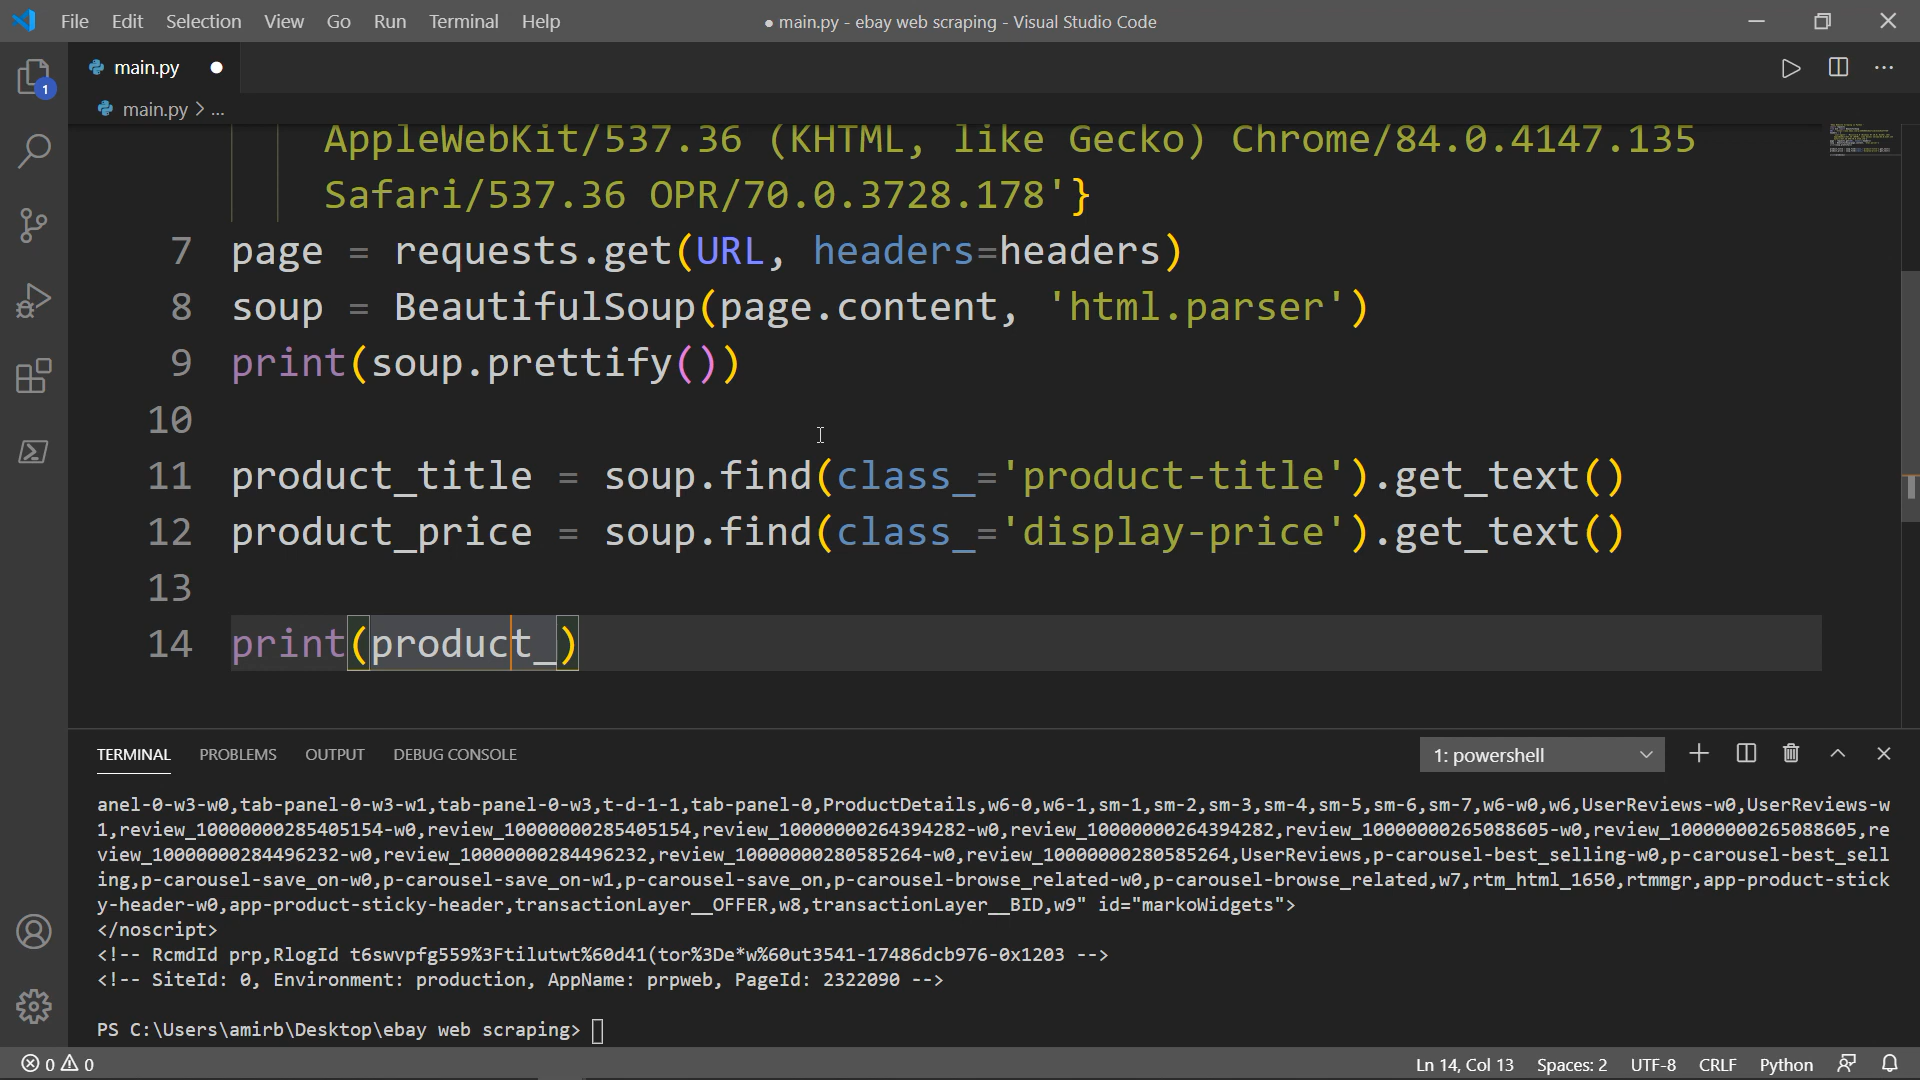 File Edit Selection View Go Run Terminal Help
● main.py - ebay web scraping - Visual Studio Code
main.py ●
main.py > ...
1
AppleWebKit/537.36 (KHTML, like Gecko) Chrome/84.0.4147.135
Safari/537.36 OPR/70.0.3728.178'}
7 page = requests.get(URL, headers=headers)
8 soup = BeautifulSoup(page.content, 'html.parser')
9 print(soup.prettify())
10
11 product_title = soup.find(class_='product-title').get_text()
12 product_price = soup.find(class_='display-price').get_text()
13
14 print(product_)
TERMINAL PROBLEMS OUTPUT DEBUG CONSOLE
1: powershell
anel-0-w3-w0,tab-panel-0-w3-w1,tab-panel-0-w3,t-d-1-1,tab-panel-0,ProductDetails,w6-0,w6-1,sm-1,sm-2,sm-3,sm-4,sm-5,sm-6,sm-7,w6-w0,w6,UserReviews-w0,UserReviews-w
1,review_10000000285405154-w0,review_10000000285405154,review_10000000264394282-w0,review_10000000264394282,review_10000000265088605-w0,review_10000000265088605,re
view_10000000284496232-w0,review_10000000284496232,review_10000000280585264-w0,review_10000000280585264,UserReviews,p-carousel-best_selling-w0,p-carousel-best_sell
ing,p-carousel-save_on-w0,p-carousel-save_on-w1,p-carousel-save_on,p-carousel-browse_related-w0,p-carousel-browse_related,w7,rtm_html_1650,rtmmgr,app-product-stick
y-header-w0,app-product-sticky-header,transactionLayer__OFFER,w8,transactionLayer__BID,w9" id="markoWidgets">
</noscript>
<!-- RcmdId prp,RlogId t6swvpfg559%3Ftilutwt%60d41(tor%3De*w%60ut3541-17486dcb976-0x1203 -->
<!-- SiteId: 0, Environment: production, AppName: prpweb, PageId: 2322090 -->
PS C:\Users\amirb\Desktop\ebay web scraping>
0 0
Ln 14, Col 13 Spaces: 2 UTF-8 CRLF Python